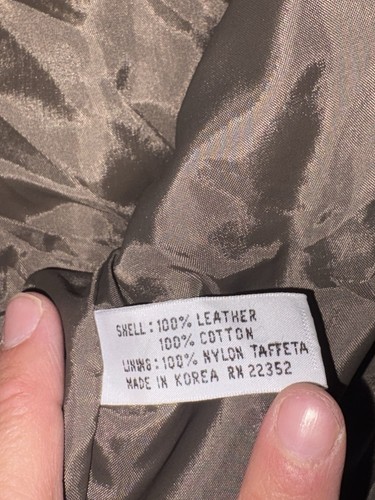 SHELL: 100% LEATHER
100% COTTON
LINING: 100% NYLON TAFFETA
MADE IN KOREA RN 22352